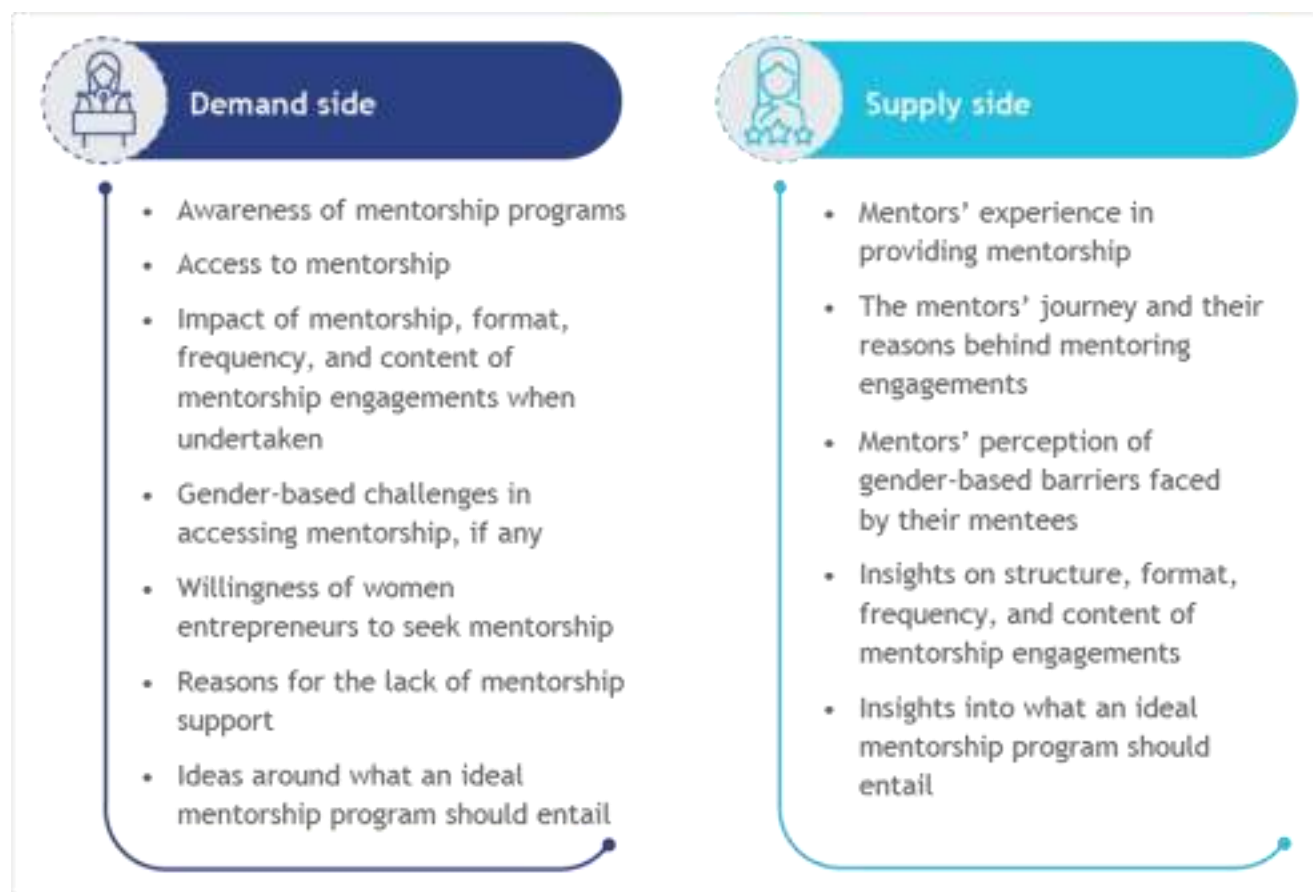 Demand side
• Awareness of mentorship programs
• Access to mentorship
• Impact of mentorship, format,
frequency, and content of
mentorship engagements when
undertaken
• Gender-based challenges in
accessing mentorship, if any
• Willingness of women
entrepreneurs to seek mentorship
• Reasons for the lack of mentorship
support
• Ideas around what an ideal
mentorship program should entail
Supply side
• Mentors’ experience in
providing mentorship
• The mentors’ journey and their
reasons behind mentoring
engagements
• Mentors’ perception of
gender-based barriers faced
by their mentees
• Insights on structure, format,
frequency, and content of
mentorship engagements
• Insights into what an ideal
mentorship program should
entail